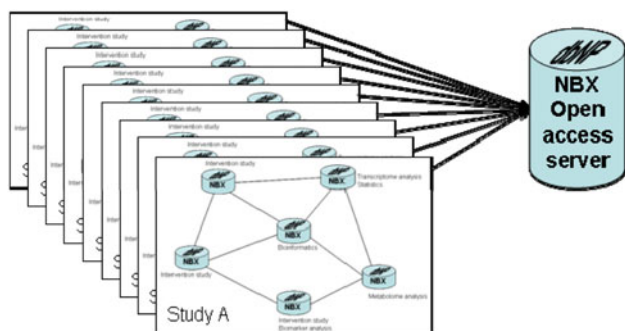 Intervention study
Intervention study
Intervention study
Intervention study
Intervention study
Intervention study
Intervention study
Intervention study
Intervention study
dbNP
NBX
Open
access
server
NBX
NBX
Transcriptome analysis
Statistics
NBX
Bioinformatics
NBX
Intervention study
NBX
Metabolome analysis
NBX
Intervention study
Biomarker analysis
Study A